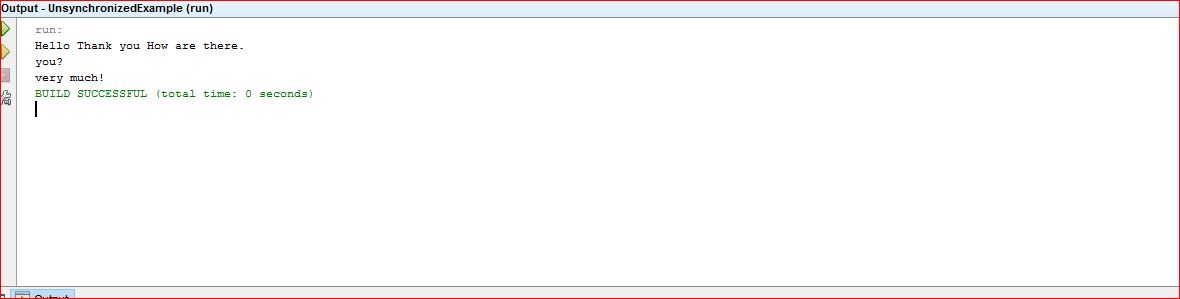 Output - UnsynchronizedExample (run)
run:
Hello Thank you How are there.
you?
very much!
BUILD SUCCESSFUL (total time: 0 seconds)
Output